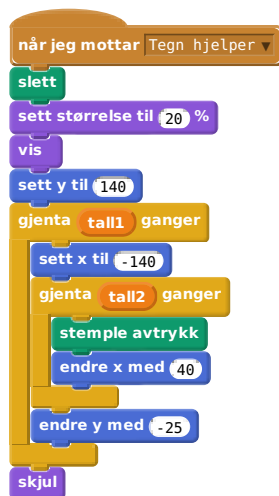 når jeg mottar Tegn hjelper
slett
sett størrelse til 20 %
vis
sett y til 140
gjenta tall1 ganger
sett x til -140
gjenta tall2 ganger
stemple avtrykk
endre x med 40
endre y med -25
skjul